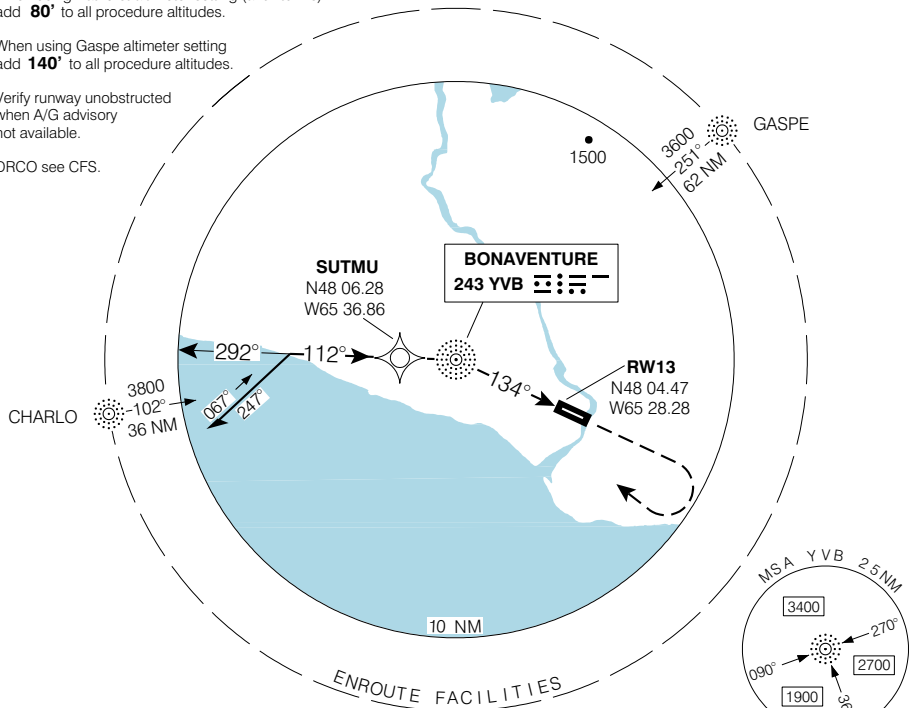 add 80' to all procedure altitudes.
When using Gaspe altimeter setting
add 140' to all procedure altitudes.
Verify runway unobstructed
when A/G advisory
not available.
DRCO see CFS.
GASPE
3600
251°
62 NM
1500
BONAVENTURE
243 YVB
SUTMU
N48 06.28
W65 36.86
292°
112°
134°
RW13
N48 04.47
W65 28.28
CHARLO
3800
102°
36 NM
067°
247°
10 NM
ENROUTE FACILITIES
MSA YVB 25NM
3400
270°
090°
2700
1900